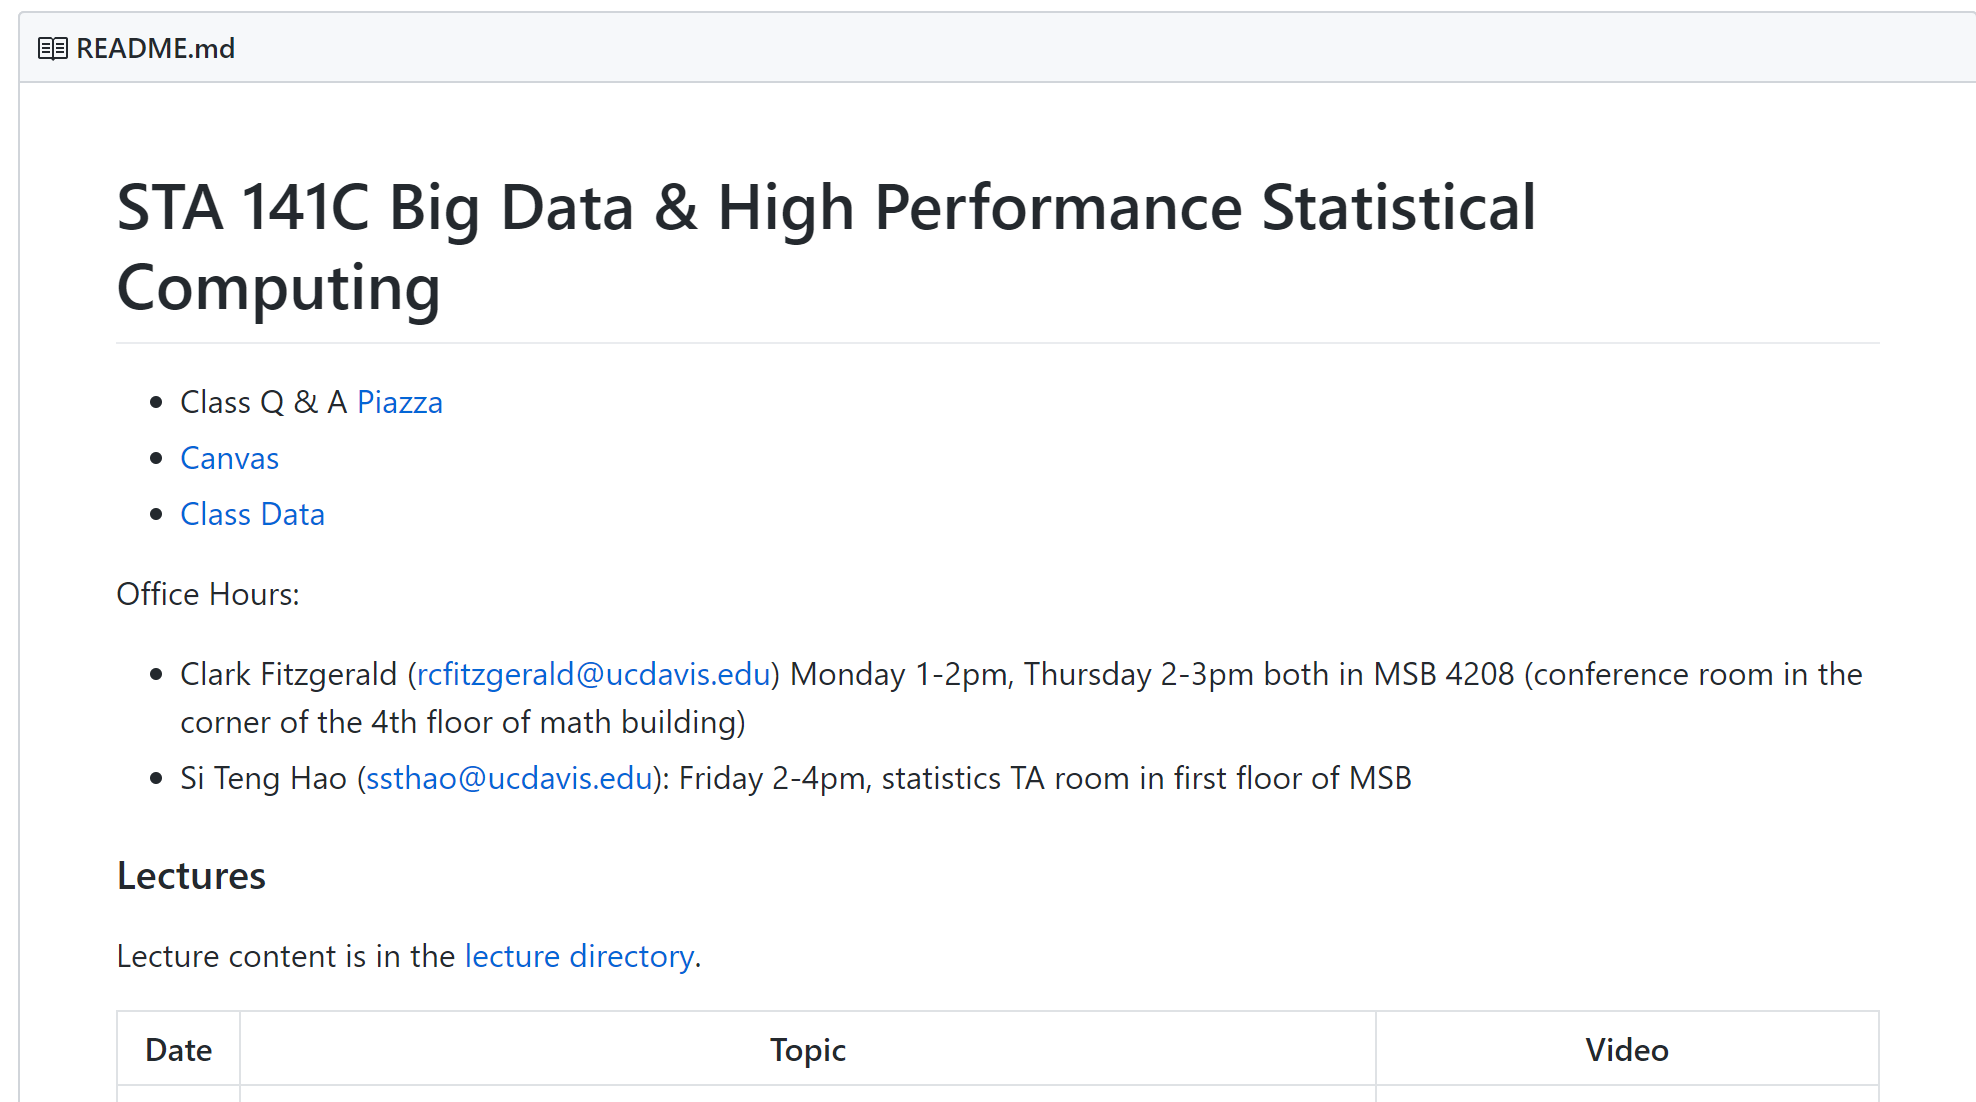 README.md
STA 141C Big Data & High Performance Statistical
Computing
Class Q & A Piazza
Canvas
Class Data
Office Hours:
Clark Fitzgerald (rcfitzgerald@ucdavis.edu) Monday 1-2pm, Thursday 2-3pm both in MSB 4208 (conference room in the
corner of the 4th floor of math building)
Si Teng Hao (ssthao@ucdavis.edu): Friday 2-4pm, statistics TA room in first floor of MSB
Lectures
Lecture content is in the lecture directory.
Date Topic Video